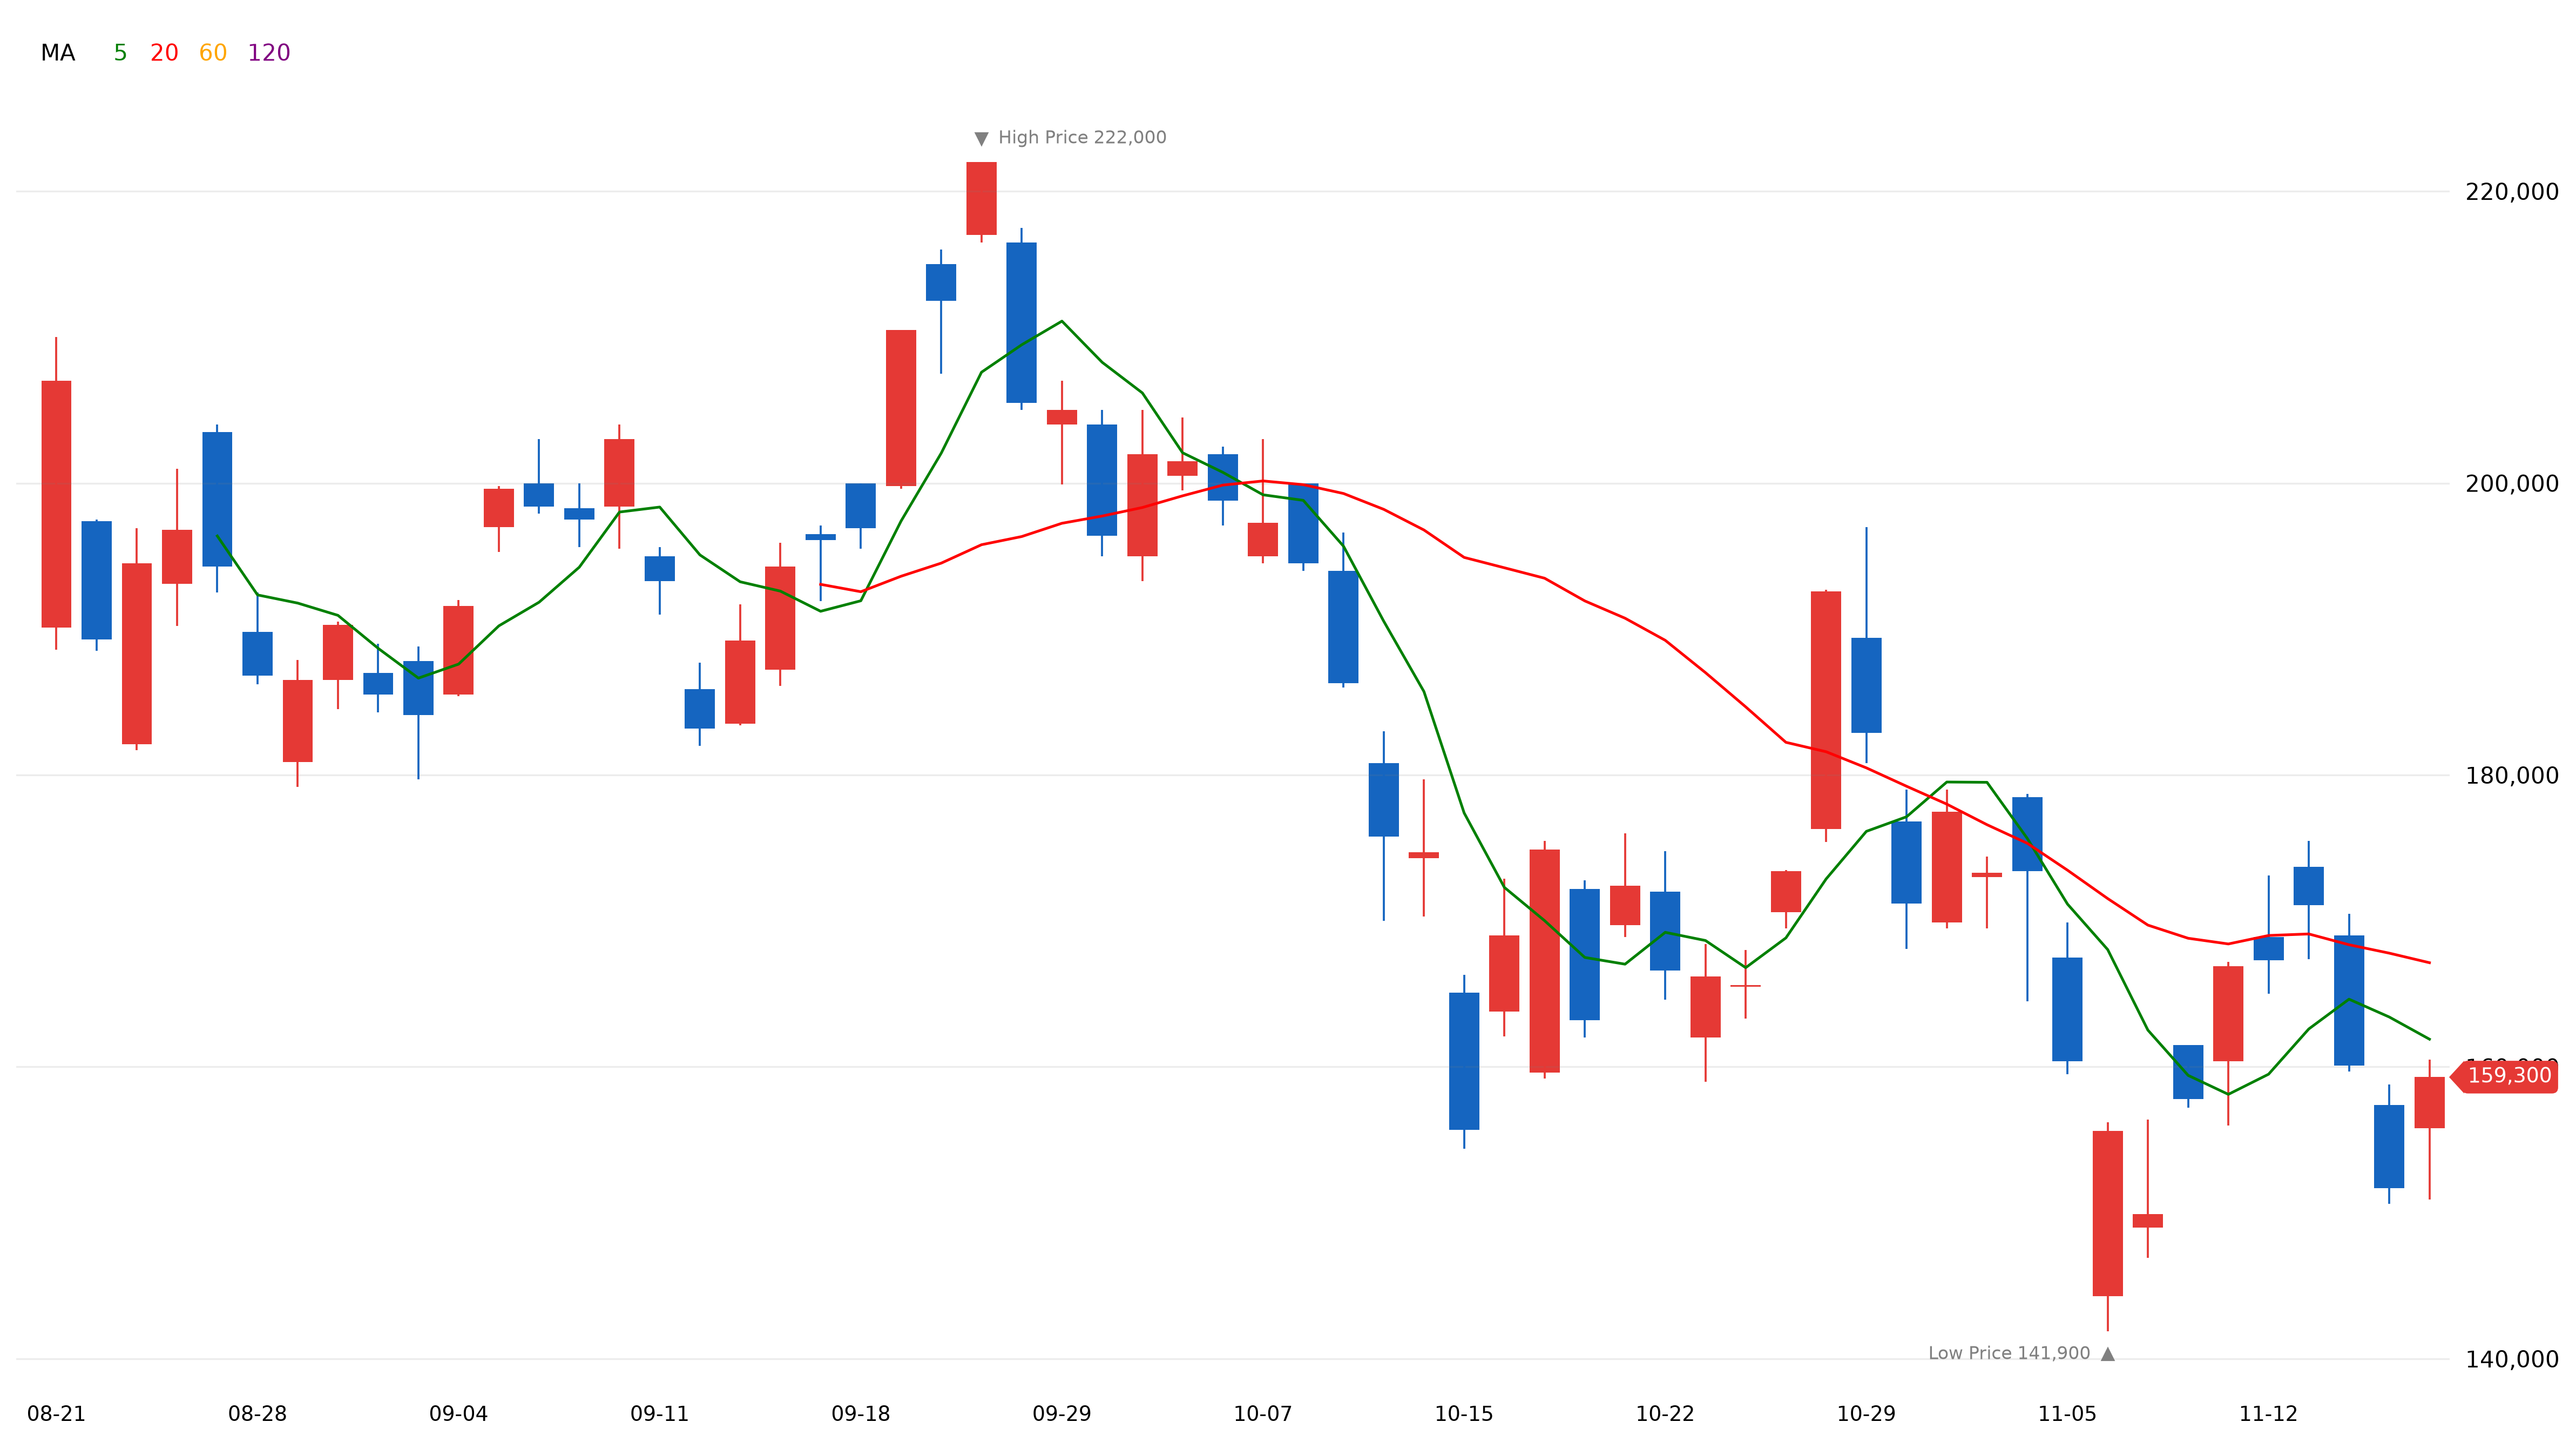 MA 5 20 60 120
▼ High Price 222,000
220,000
200,000
180,000
159,300
Low Price 141,900 ▲
140,000
08-21 08-28 09-04 09-11 09-18 09-29 10-07 10-15 10-22 10-29 11-05 11-12